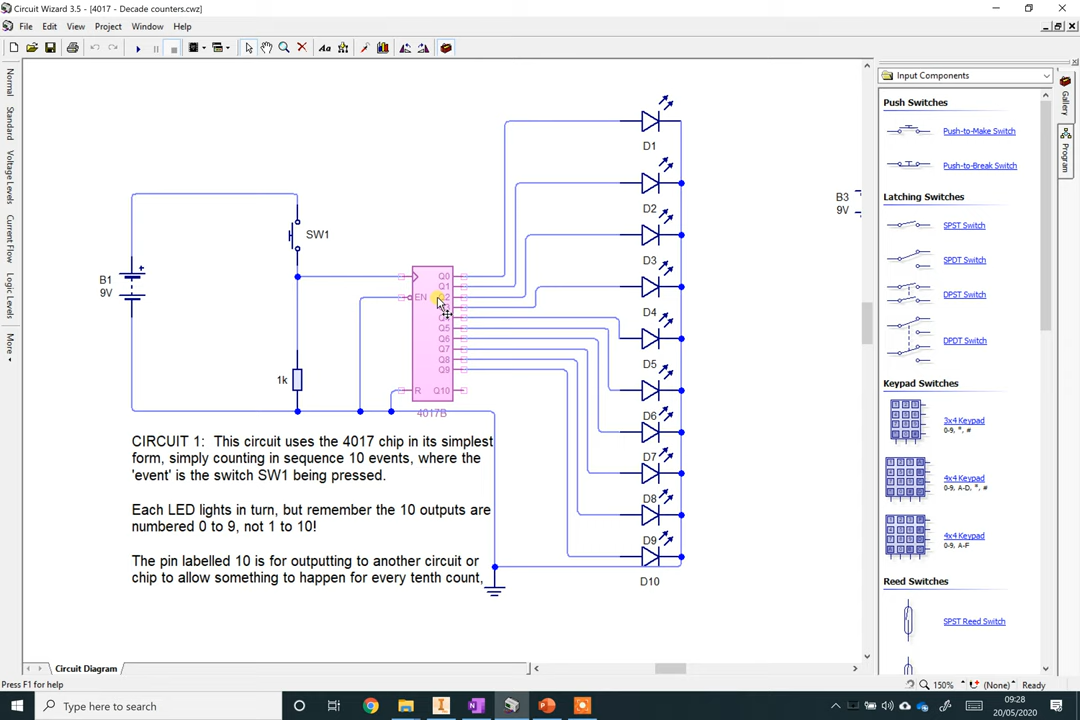 Circuit Wizard 3.5 - [4017 - Decade counters.cwz]
File Edit View Project Window Help
Aa
Normal
Standard
Voltage Levels
Current Flow
Logic Levels
More
Input Components
Gallery
Program
Push Switches
Push-to-Make Switch
Push-to-Break Switch
Latching Switches
SPST Switch
SPDT Switch
DPST Switch
DPDT Switch
Keypad Switches
3x4 Keypad
0-9, *, #
4x4 Keypad
0-9, A-D, *, #
4x4 Keypad
0-9, A-F
Reed Switches
SPST Reed Switch
B1
9V
SW1
1k
EN
R
Q0
Q1
Q2
Q5
Q6
Q7
Q8
Q9
Q10
4017B
D1
D2
D3
D4
D5
D6
D7
D8
D9
D10
B3
9V
CIRCUIT 1: This circuit uses the 4017 chip in its simplest
form, simply counting in sequence 10 events, where the
'event' is the switch SW1 being pressed.
Each LED lights in turn, but remember the 10 outputs are
numbered 0 to 9, not 1 to 10!
The pin labelled 10 is for outputting to another circuit or
chip to allow something to happen for every tenth count,
Circuit Diagram
Press F1 for help
150%
(None)
Ready
Type here to search
09:28
20/05/2020